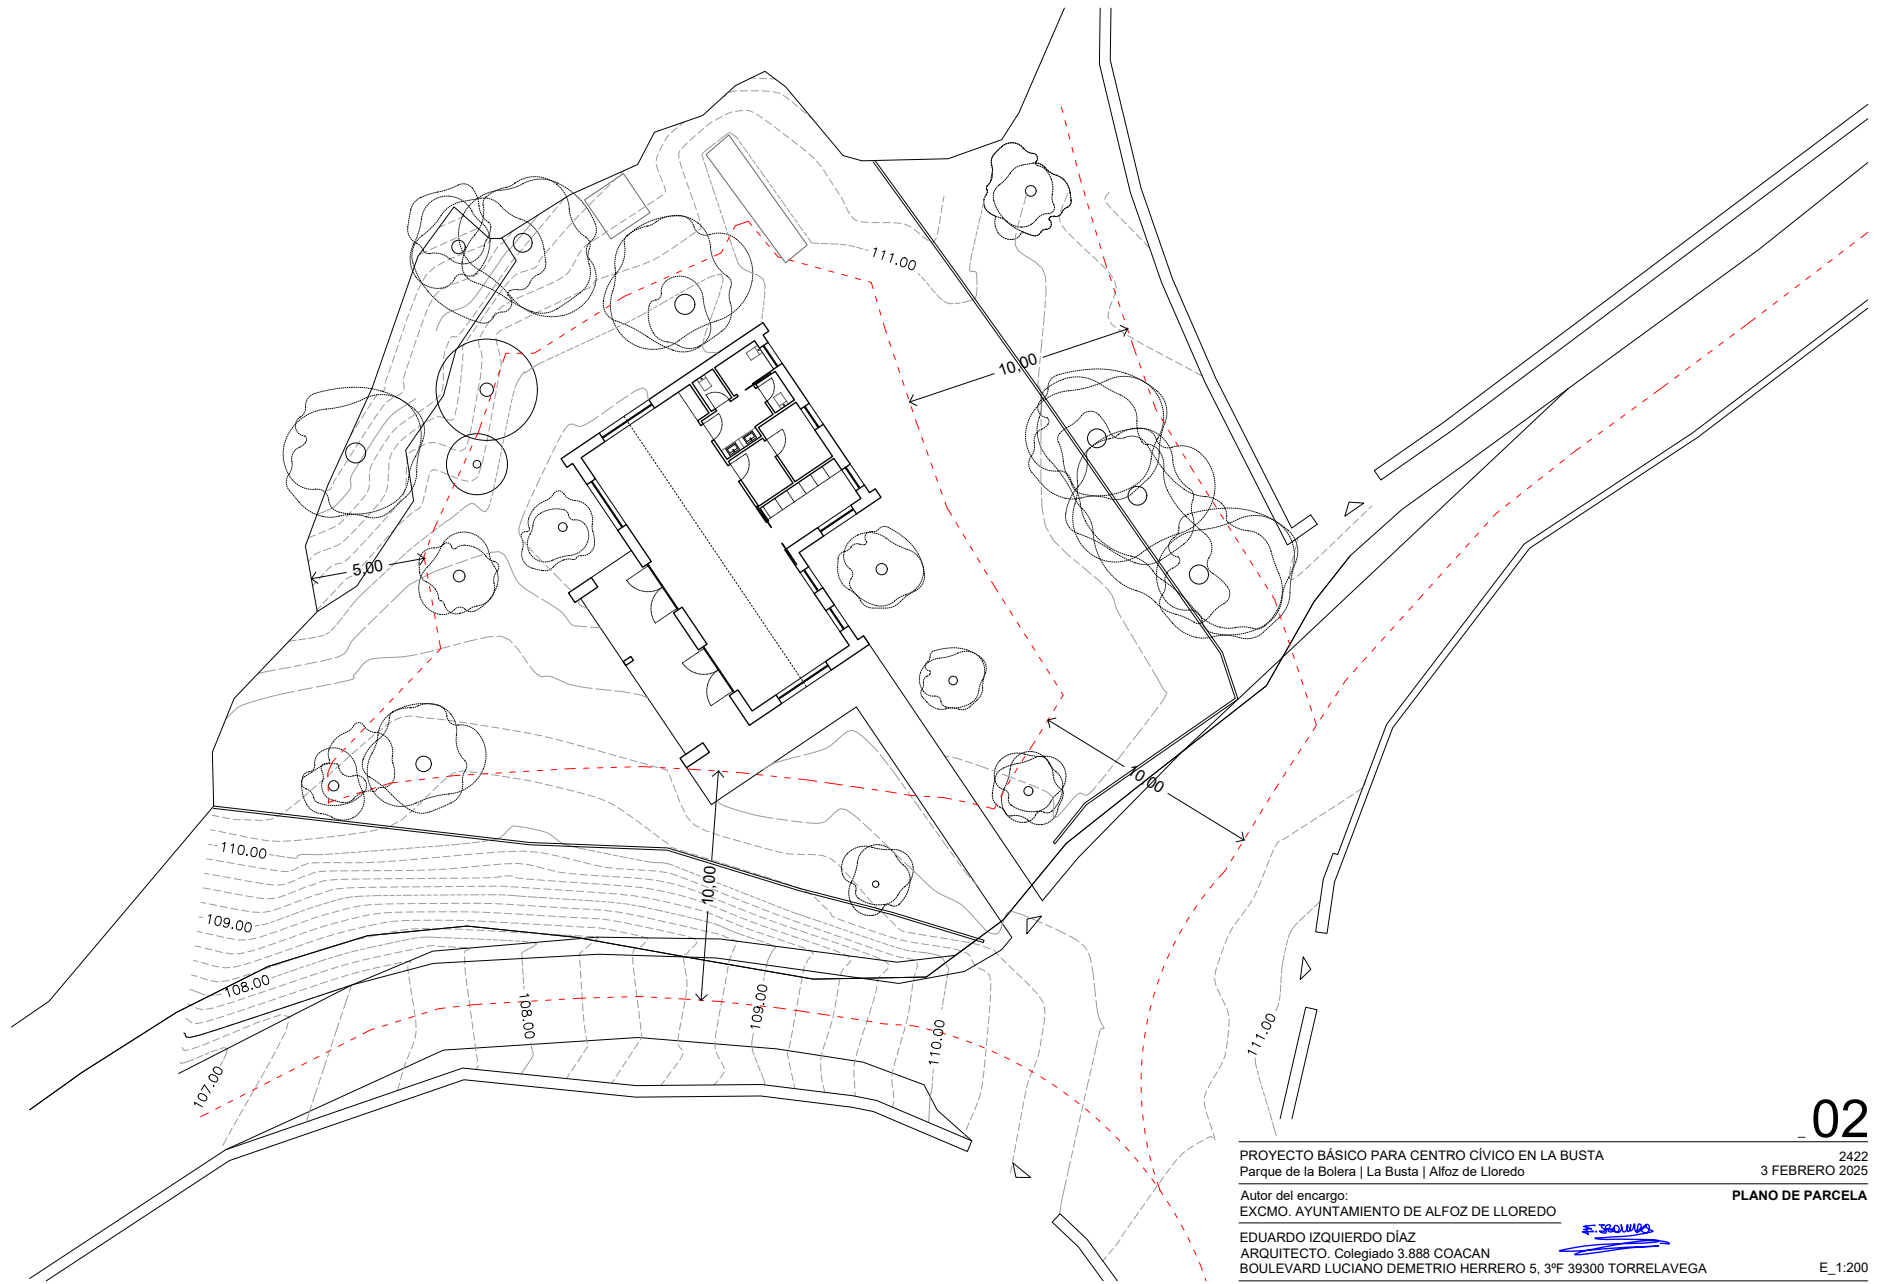 111.00
10,00
5.00
10,00
110.00
10,00
109.00
108.00
108.00
109.00
110.00
111.00
107.00
_02
PROYECTO BÁSICO PARA CENTRO CÍVICO EN LA BUSTA 2422
Parque de la Bolera | La Busta | Alfoz de Lloredo 3 FEBRERO 2025
Autor del encargo: PLANO DE PARCELA
EXCMO. AYUNTAMIENTO DE ALFOZ DE LLOREDO
EDUARDO IZQUIERDO DÍAZ
ARQUITECTO. Colegiado 3.888 COACAN
BOULEVARD LUCIANO DEMETRIO HERRERO 5, 3ºF 39300 TORRELAVEGA E_1:200